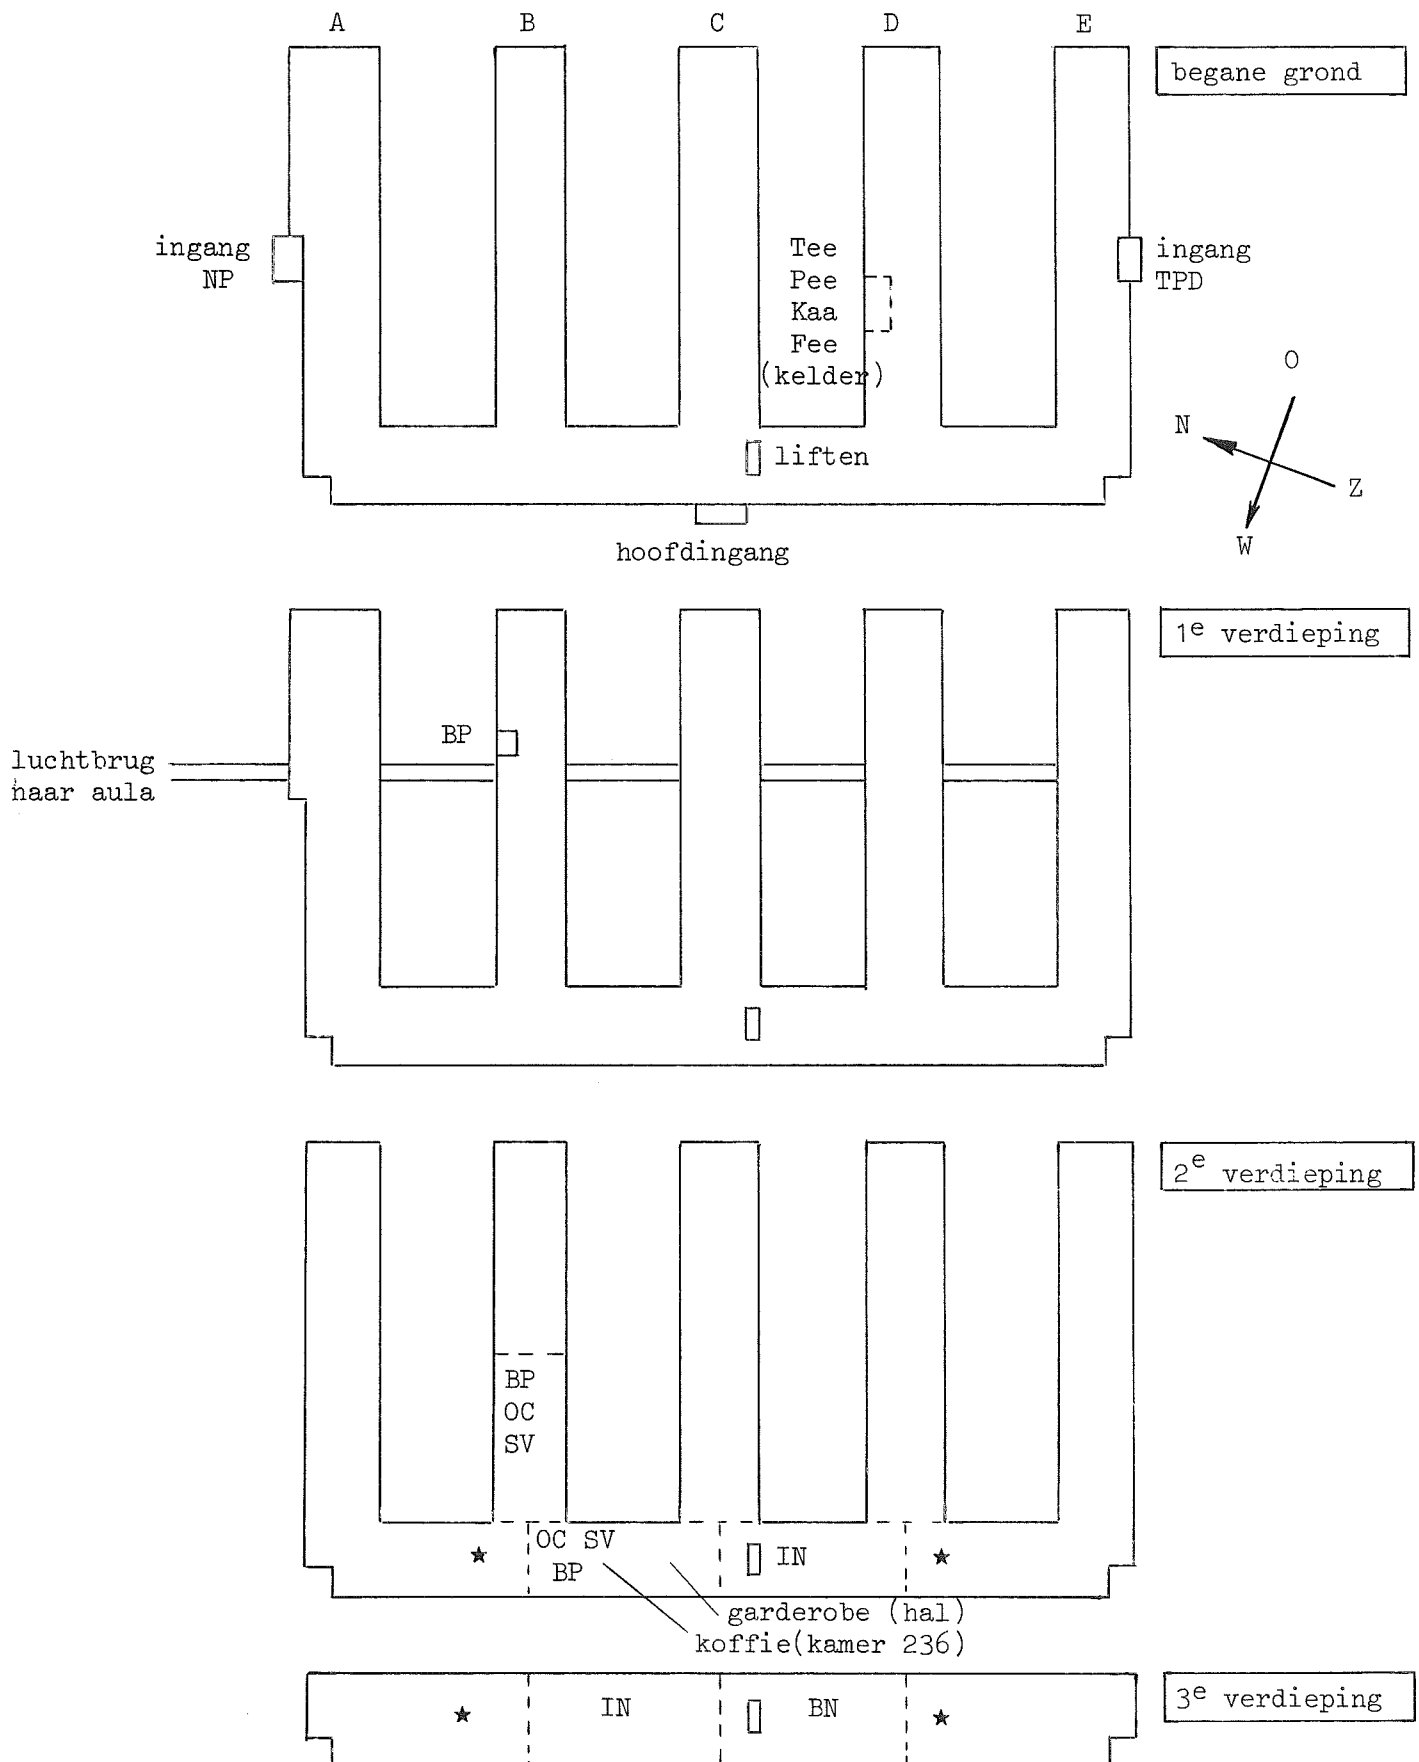 A B C D E
begane grond
ingang
NP
Tee
Pee
Kaa
Fee
(kelder)
ingang
TPD
liften
hoofdingang
O
N
Z
W
1e verdieping
BP
luchtbrug
naar aula
2e verdieping
BP
OC
SV
OC SV
BP
IN
garderobe (hal)
koffie(kamer 236)
3e verdieping
IN
BN